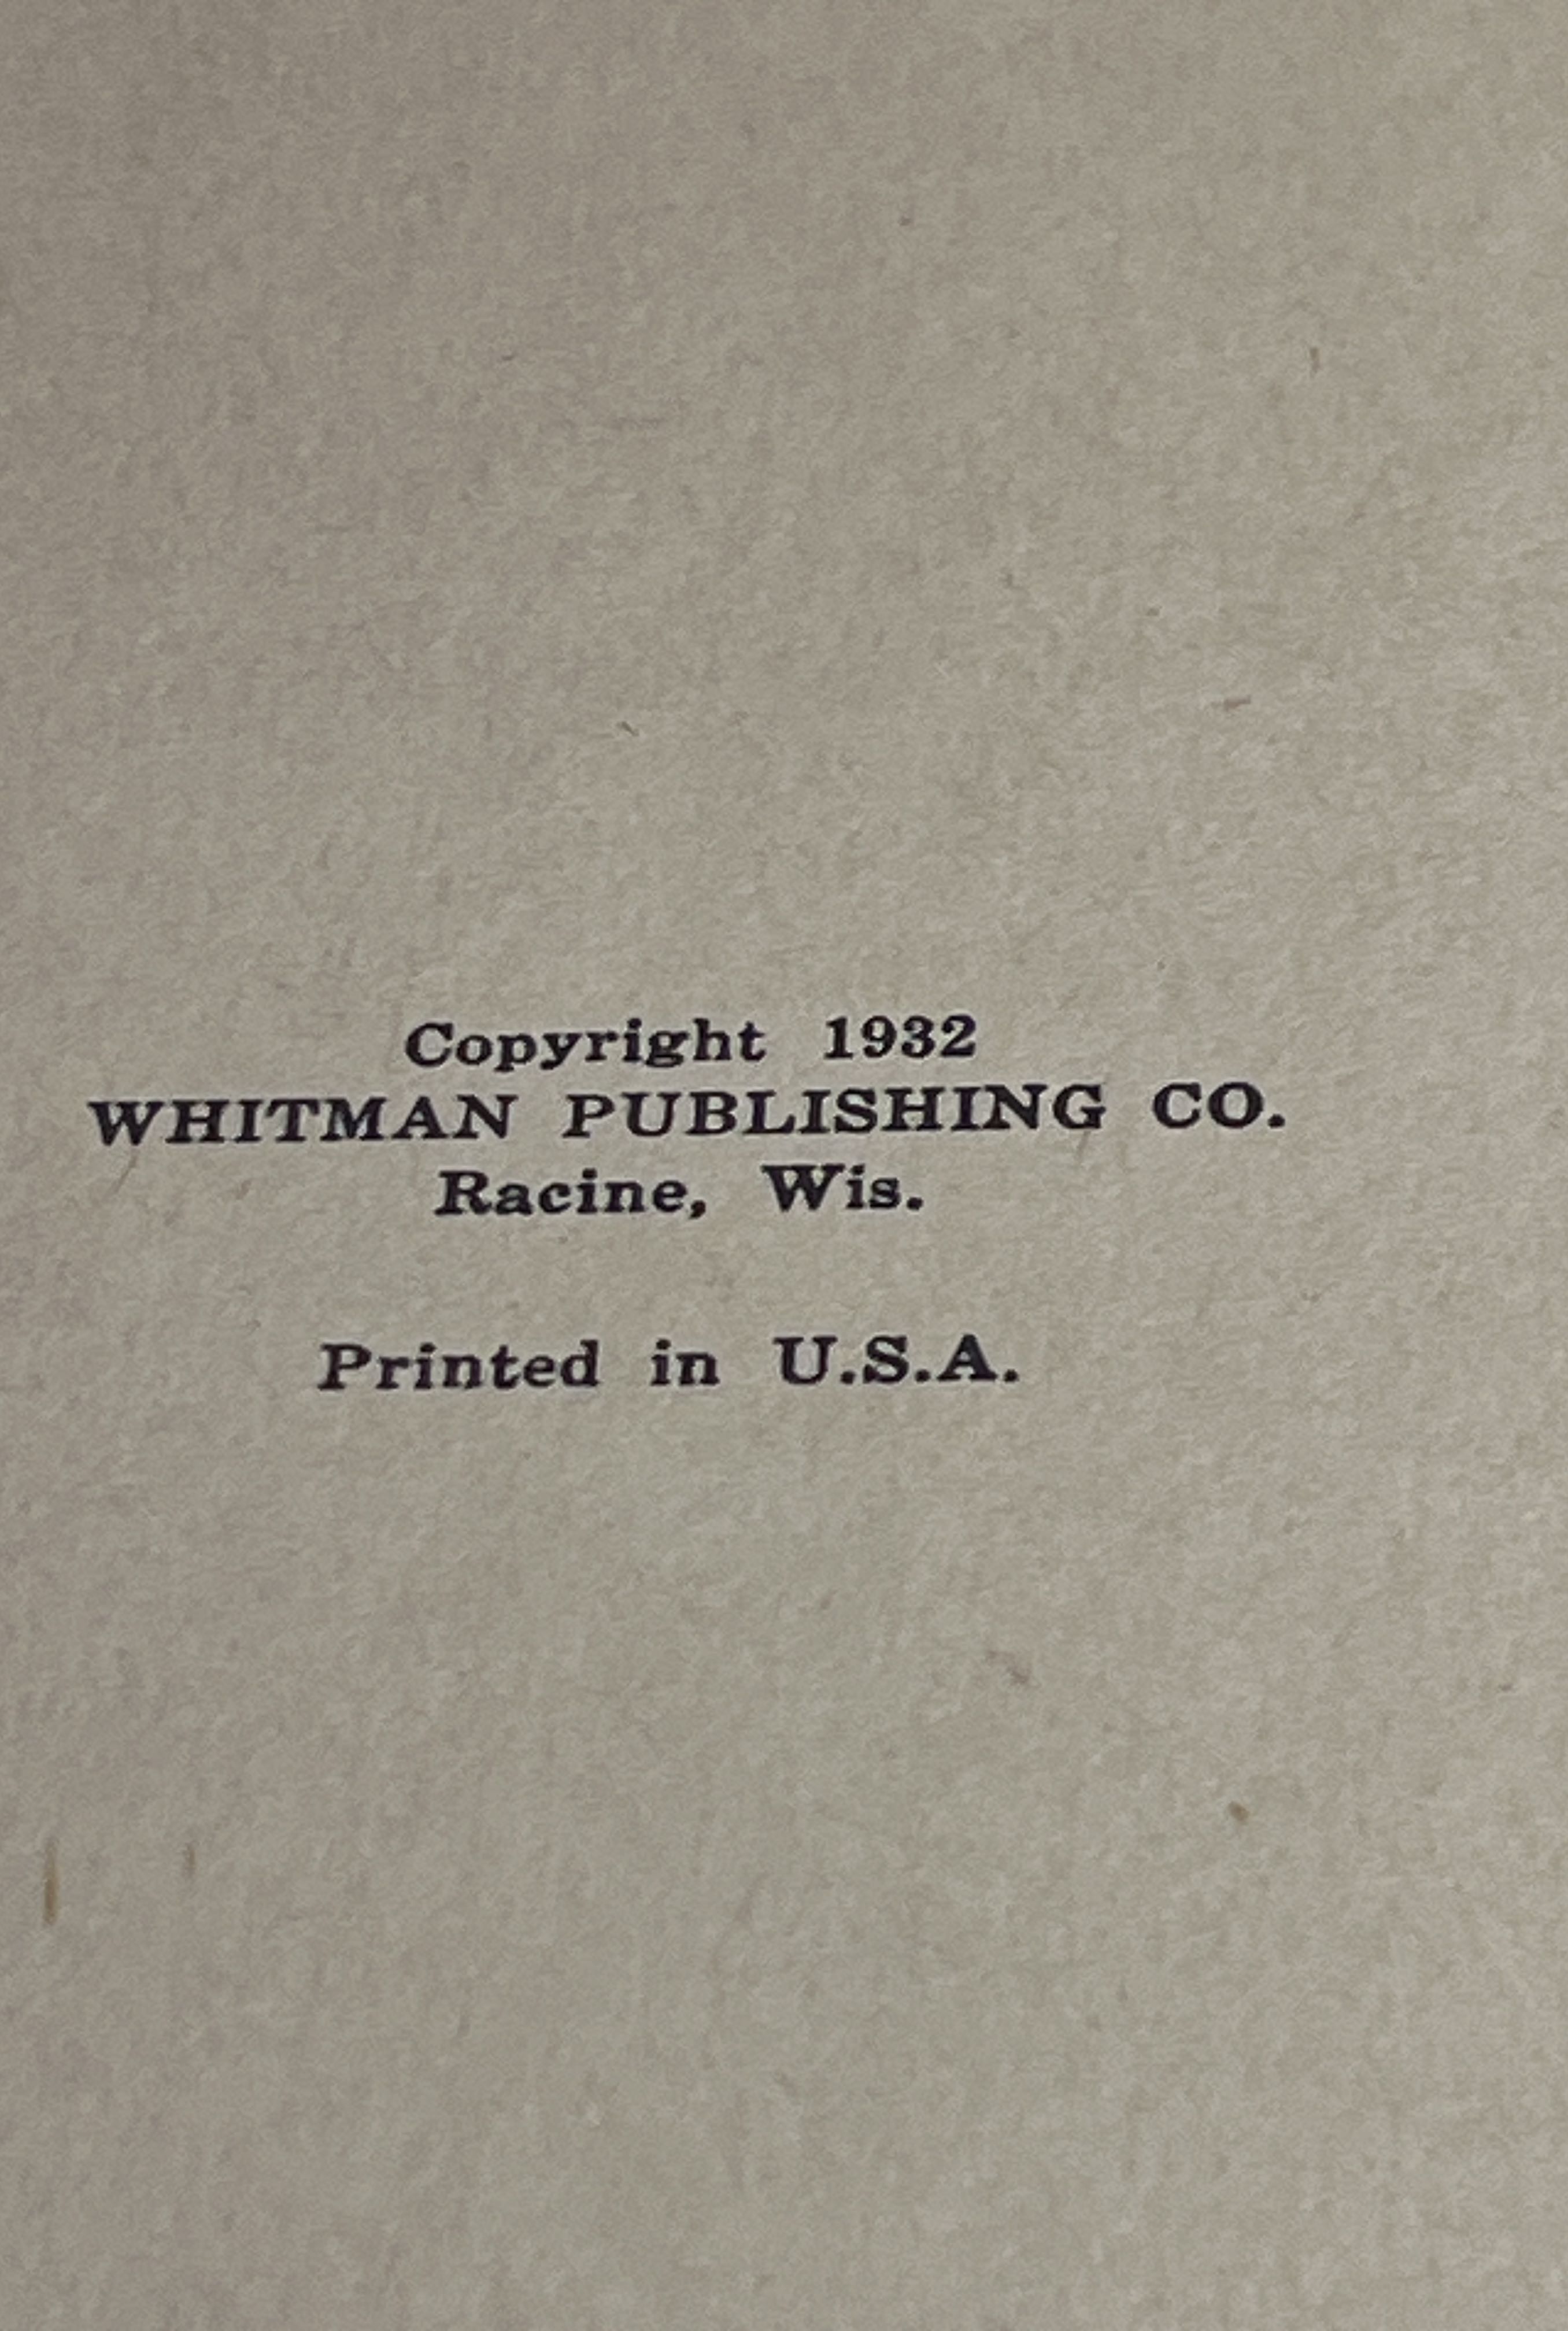 Copyright 1932
WHITMAN PUBLISHING CO.
Racine, Wis.
Printed in U.S.A.